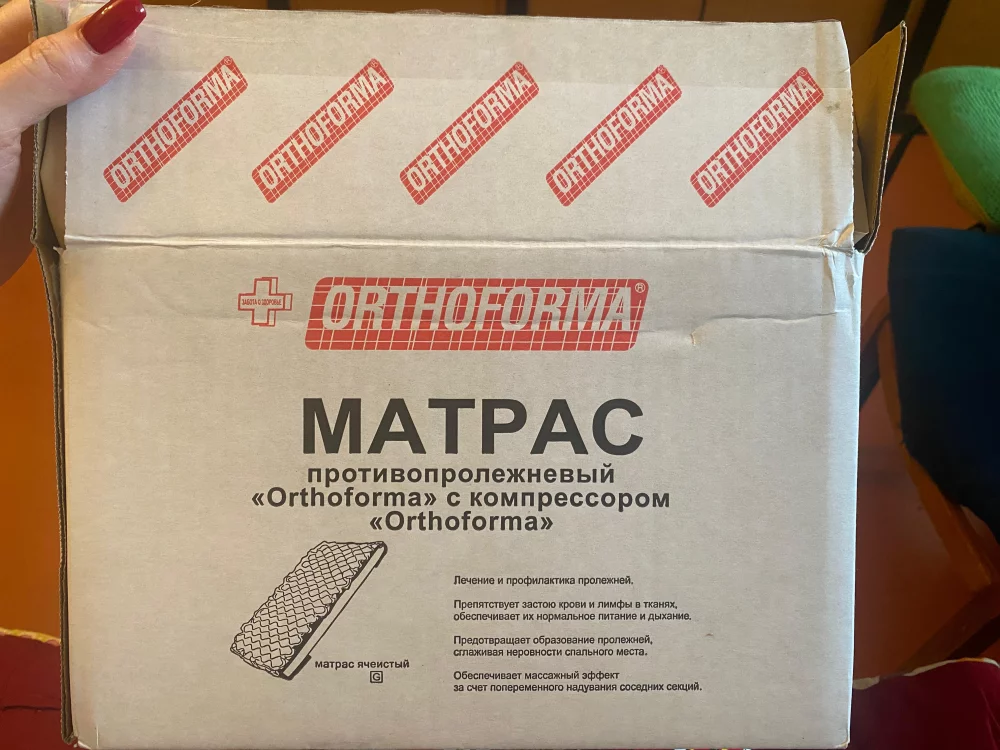 ORTHOFORMA®
ORTHOFORMA®
ORTHOFORMA®
ORTHOFORMA®
ORTHOFORMA®
ЗАБОТА О ЗДОРОВЬЕ
ORTHOFORMA®
МАТРАС
противопролежневый
«Orthoforma» с компрессором
«Orthoforma»
Лечение и профилактика пролежней.
Препятствует застою крови и лимфы в тканях,
обеспечивает их нормальное питание и дыхание.
Предотвращает образование пролежней,
сглаживая неровности спального места.
Обеспечивает массажный эффект
за счет попеременного надувания соседних секций.
матрас ячеистый
G